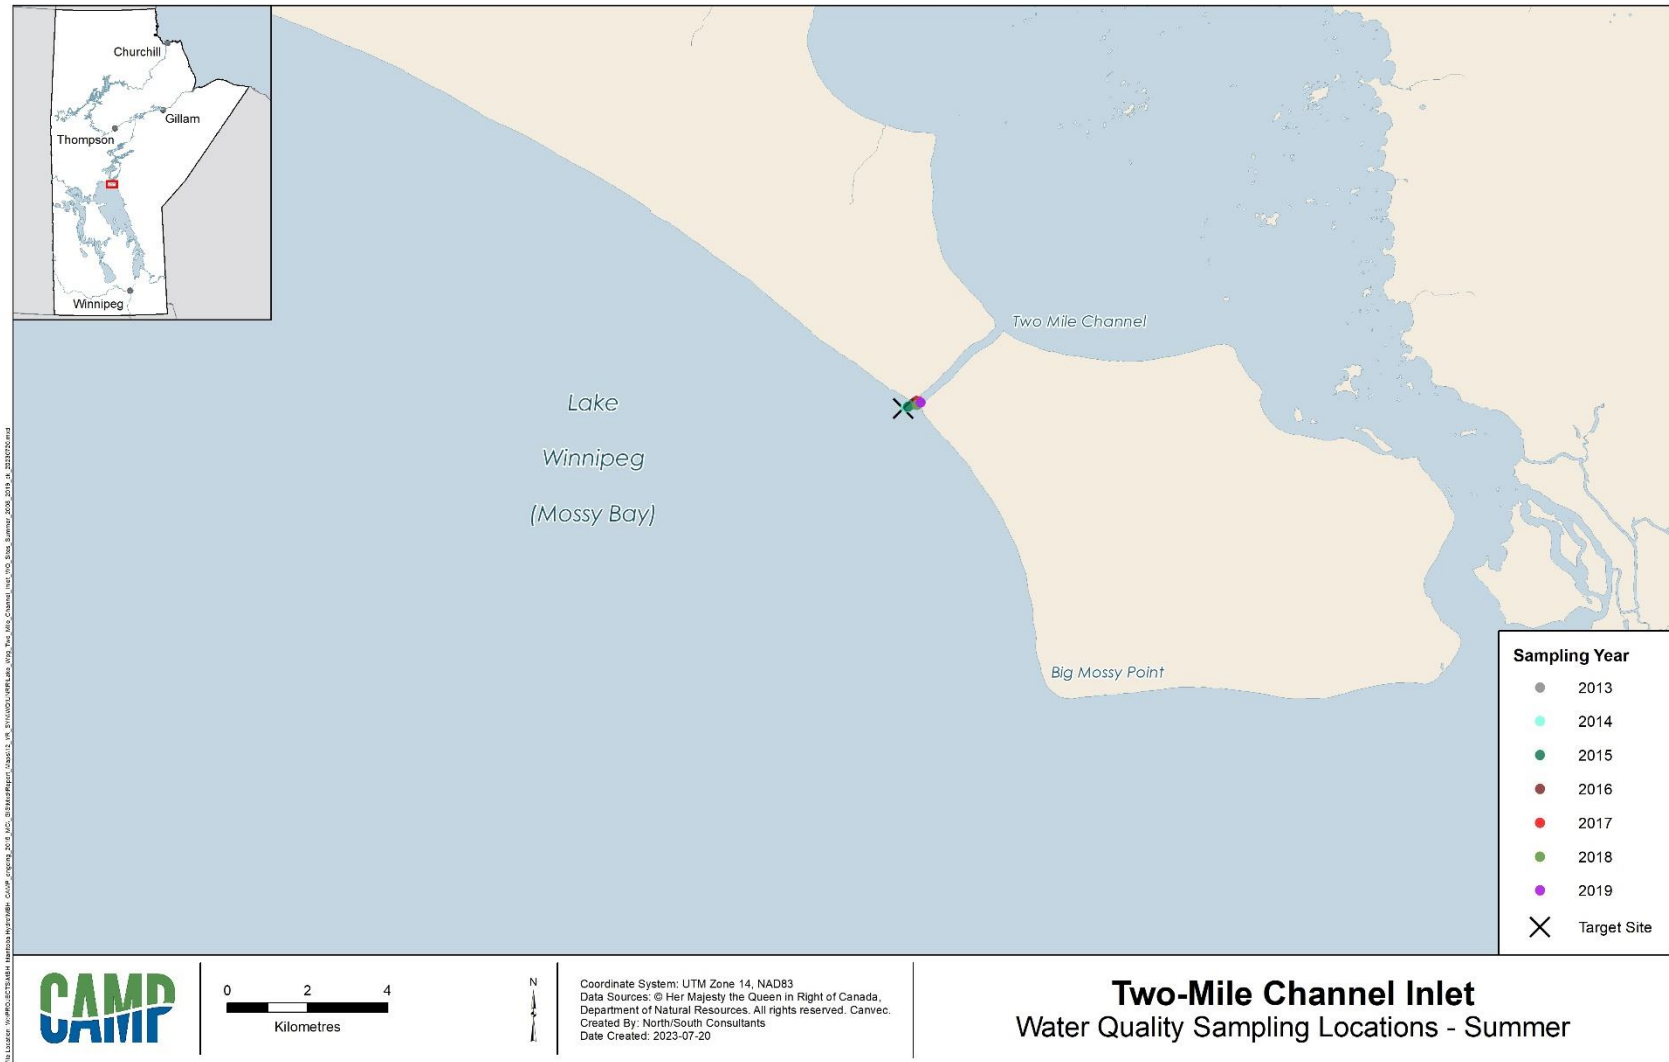 Churchill
Gillam
Thompson
Winnipeg
Two Mile Channel
Lake
Winnipeg
(Mossy Bay)
Big Mossy Point
Sampling Year
2013
2014
2015
2016
2017
2018
2019
Target Site
CAMP
0 2 4
Kilometres
N
Coordinate System: UTM Zone 14, NAD83
Data Sources: © Her Majesty the Queen in Right of Canada,
Department of Natural Resources. All rights reserved. Canvec.
Created By: North/South Consultants
Date Created: 2023-07-20
Two-Mile Channel Inlet
Water Quality Sampling Locations - Summer